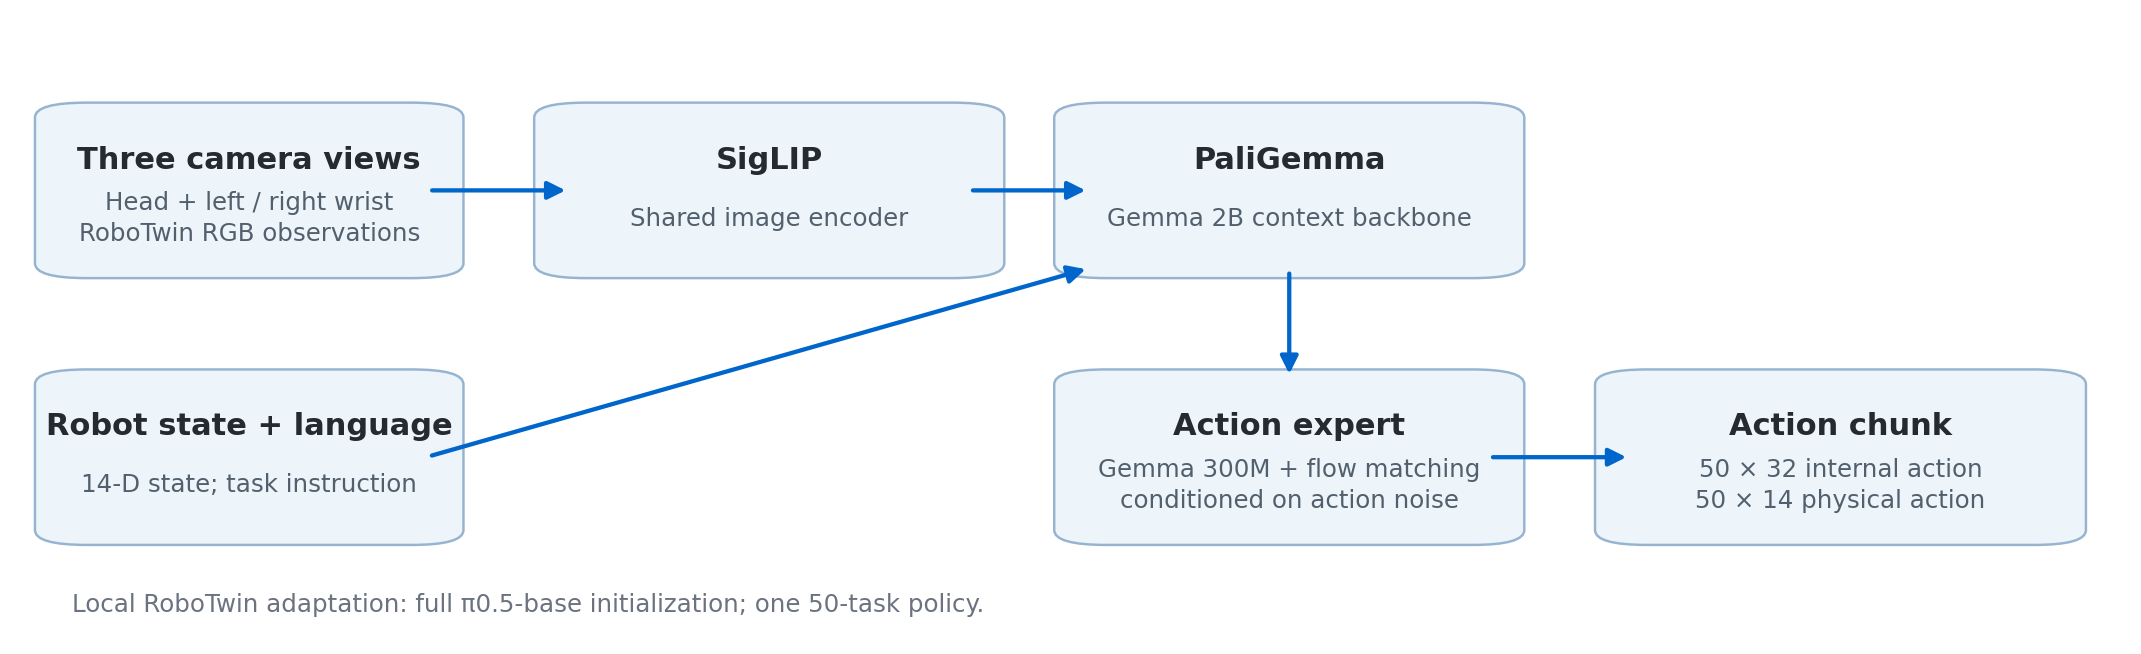 Three camera views
Head + left / right wrist
RoboTwin RGB observations
SigLIP
Shared image encoder
PaliGemma
Gemma 2B context backbone
Robot state + language
14-D state; task instruction
Action expert
Gemma 300M + flow matching
conditioned on action noise
Action chunk
50 × 32 internal action
50 × 14 physical action
Local RoboTwin adaptation: full π0.5-base initialization; one 50-task policy.